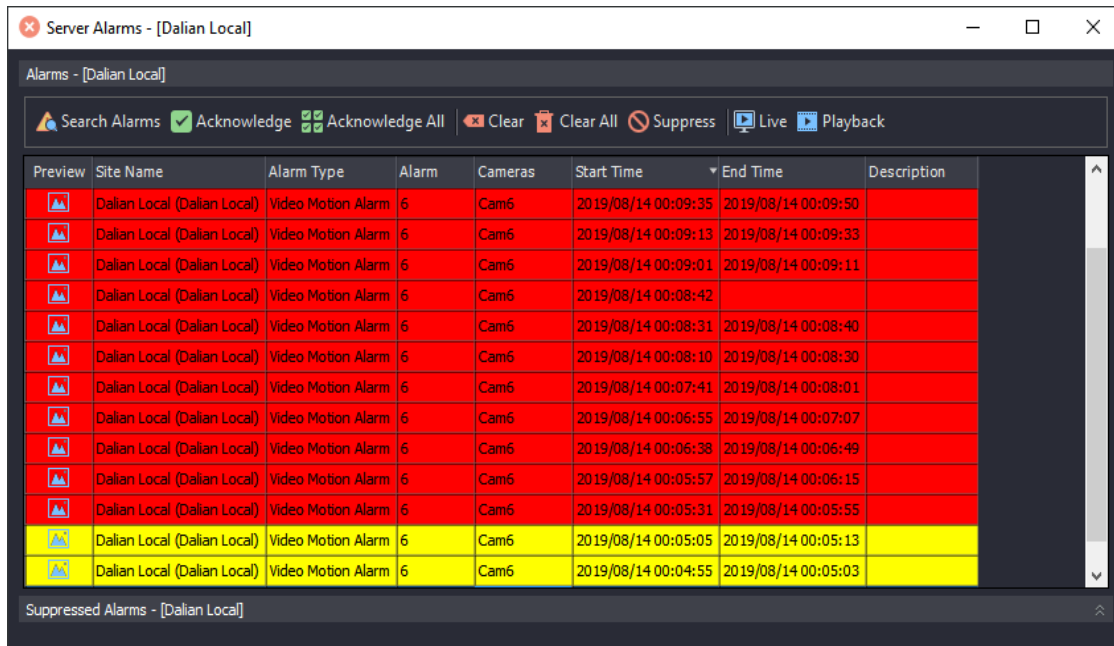 Server Alarms - [Dalian Local]
Alarms - [Dalian Local]
Search Alarms Acknowledge Acknowledge All Clear Clear All Suppress Live Playback
Preview Site Name Alarm Type Alarm Cameras Start Time End Time Description
Dalian Local (Dalian Local) Video Motion Alarm 6 Cam6 2019/08/14 00:09:35 2019/08/14 00:09:50
Dalian Local (Dalian Local) Video Motion Alarm 6 Cam6 2019/08/14 00:09:13 2019/08/14 00:09:33
Dalian Local (Dalian Local) Video Motion Alarm 6 Cam6 2019/08/14 00:09:01 2019/08/14 00:09:11
Dalian Local (Dalian Local) Video Motion Alarm 6 Cam6 2019/08/14 00:08:42
Dalian Local (Dalian Local) Video Motion Alarm 6 Cam6 2019/08/14 00:08:31 2019/08/14 00:08:40
Dalian Local (Dalian Local) Video Motion Alarm 6 Cam6 2019/08/14 00:08:10 2019/08/14 00:08:30
Dalian Local (Dalian Local) Video Motion Alarm 6 Cam6 2019/08/14 00:07:41 2019/08/14 00:08:01
Dalian Local (Dalian Local) Video Motion Alarm 6 Cam6 2019/08/14 00:06:55 2019/08/14 00:07:07
Dalian Local (Dalian Local) Video Motion Alarm 6 Cam6 2019/08/14 00:06:38 2019/08/14 00:06:49
Dalian Local (Dalian Local) Video Motion Alarm 6 Cam6 2019/08/14 00:05:57 2019/08/14 00:06:15
Dalian Local (Dalian Local) Video Motion Alarm 6 Cam6 2019/08/14 00:05:31 2019/08/14 00:05:55
Dalian Local (Dalian Local) Video Motion Alarm 6 Cam6 2019/08/14 00:05:05 2019/08/14 00:05:13
Dalian Local (Dalian Local) Video Motion Alarm 6 Cam6 2019/08/14 00:04:55 2019/08/14 00:05:03
Suppressed Alarms - [Dalian Local]